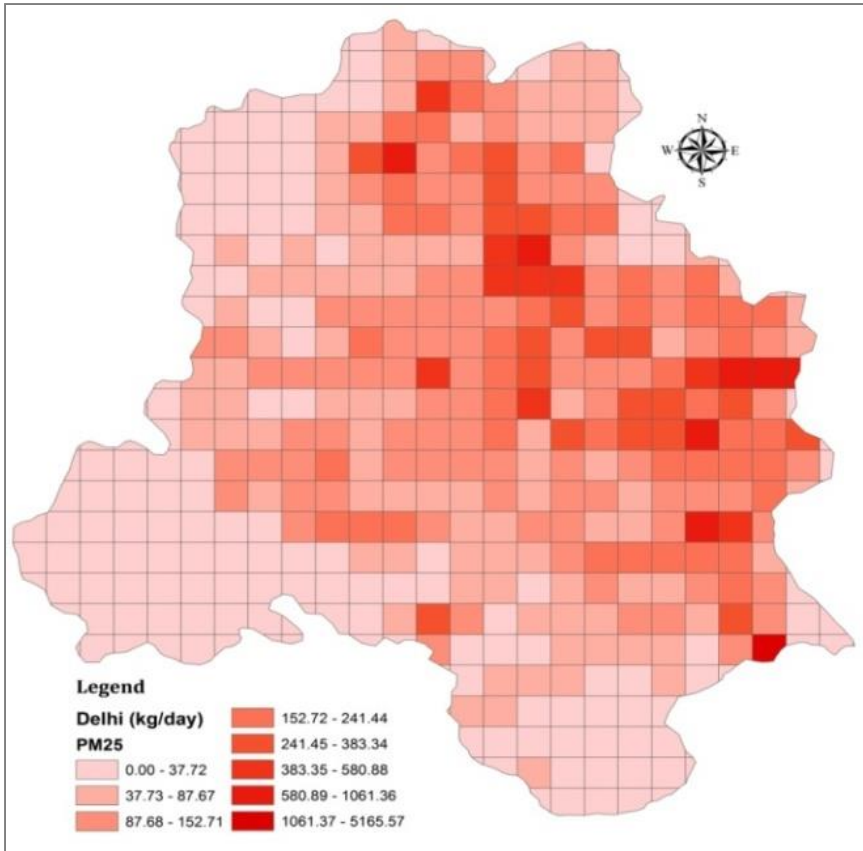 N
W E
S
Legend
Delhi (kg/day)
PM25
0.00 - 37.72
37.73 - 87.67
87.68 - 152.71
152.72 - 241.44
241.45 - 383.34
383.35 - 580.88
580.89 - 1061.36
1061.37 - 5165.57